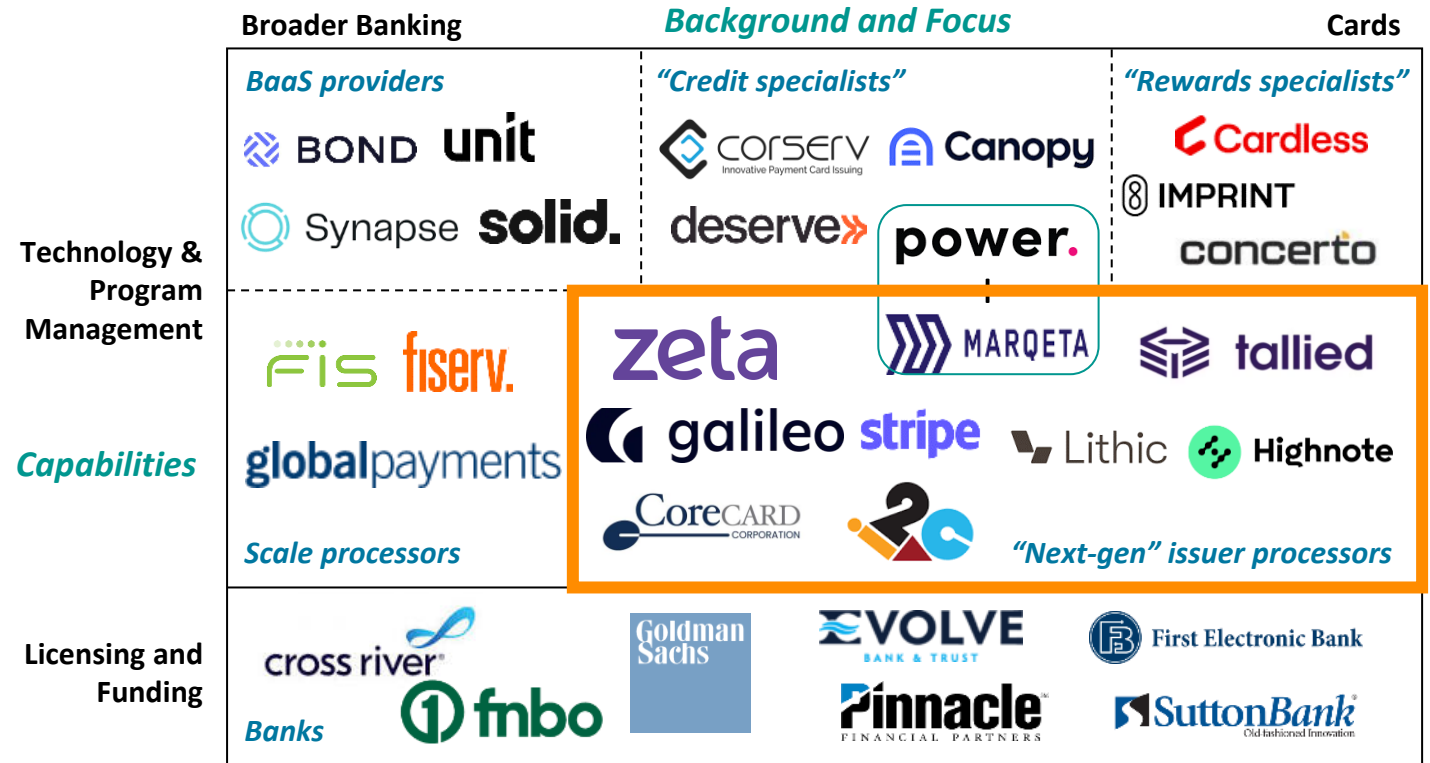 Broader Banking
Background and Focus
Cards
BaaS providers
“Credit specialists”
“Rewards specialists”
BOND
unit
corserv
Innovative Payment Card Issuing
Canopy
Cardless
IMPRINT
Synapse
solid.
deserve
power.
concerto
Technology &
Program
Management
+
FIS
fiserv.
zeta
MARQETA
tallied
Capabilities
globalpayments
galileo
stripe
Lithic
Highnote
CORECARD
CORPORATION
i2c
Scale processors
“Next-gen” issuer processors
Licensing and
Funding
cross river®
Goldman
Sachs
EVOLVE
BANK & TRUST
FEB
First Electronic Bank
Banks
1 fnbo
Pinnacle
FINANCIAL PARTNERS
SuttonBank®
Old-fashioned Innovation